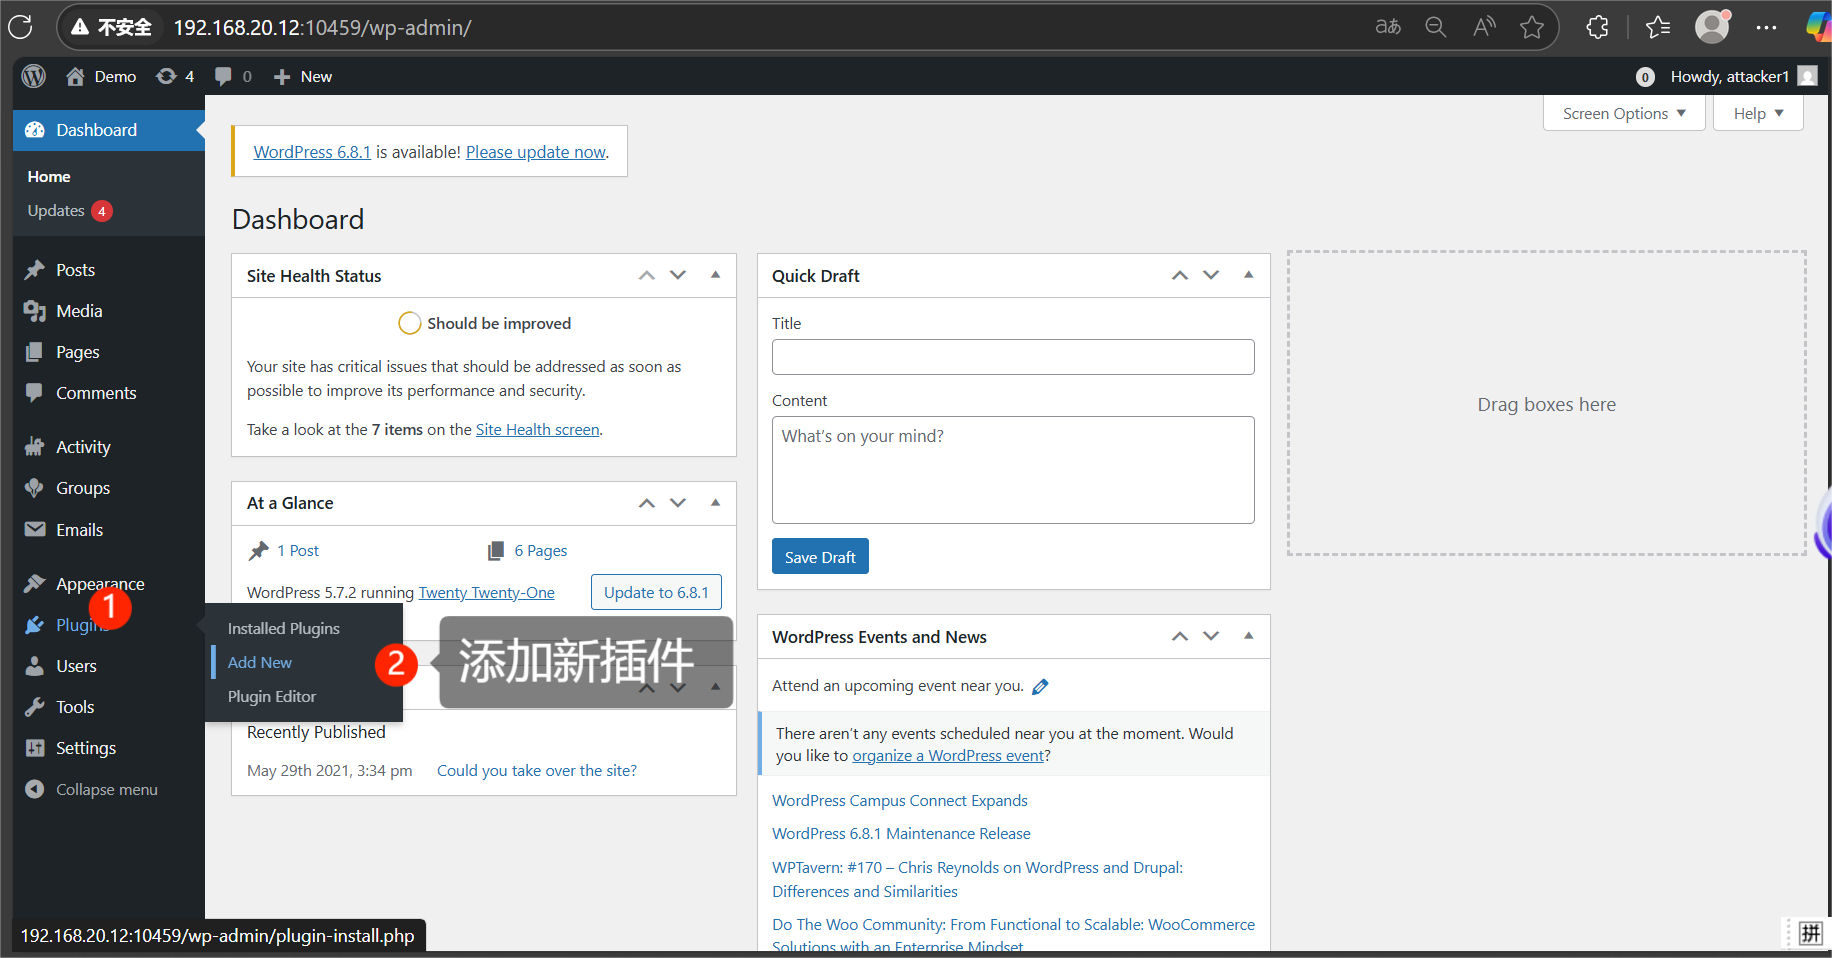 不安全
192.168.20.12:10459/wp-admin/
aあ
A
Demo
4
0
New
0
Howdy, attacker1
Dashboard
Home
Updates 4
Posts
Media
Pages
Comments
Activity
Groups
Emails
Appearance
1
Plugins
Users
Tools
Settings
Collapse menu
Installed Plugins
Add New
Plugin Editor
2
添加新插件
Screen Options
Help
WordPress 6.8.1 is available! Please update now.
Dashboard
Site Health Status
Should be improved
Your site has critical issues that should be addressed as soon as
possible to improve its performance and security.
Take a look at the 7 items on the Site Health screen.
At a Glance
1 Post
6 Pages
WordPress 5.7.2 running Twenty Twenty-One
Update to 6.8.1
Recently Published
May 29th 2021, 3:34 pm
Could you take over the site?
Quick Draft
Title
Content
What's on your mind?
Save Draft
WordPress Events and News
Attend an upcoming event near you.
There aren't any events scheduled near you at the moment. Would
you like to organize a WordPress event?
WordPress Campus Connect Expands
WordPress 6.8.1 Maintenance Release
WPTavern: #170 – Chris Reynolds on WordPress and Drupal:
Differences and Similarities
Do The Woo Community: From Functional to Scalable: WooCommerce
Solutions with an Enterprise Mindset
Drag boxes here
192.168.20.12:10459/wp-admin/plugin-install.php
拼